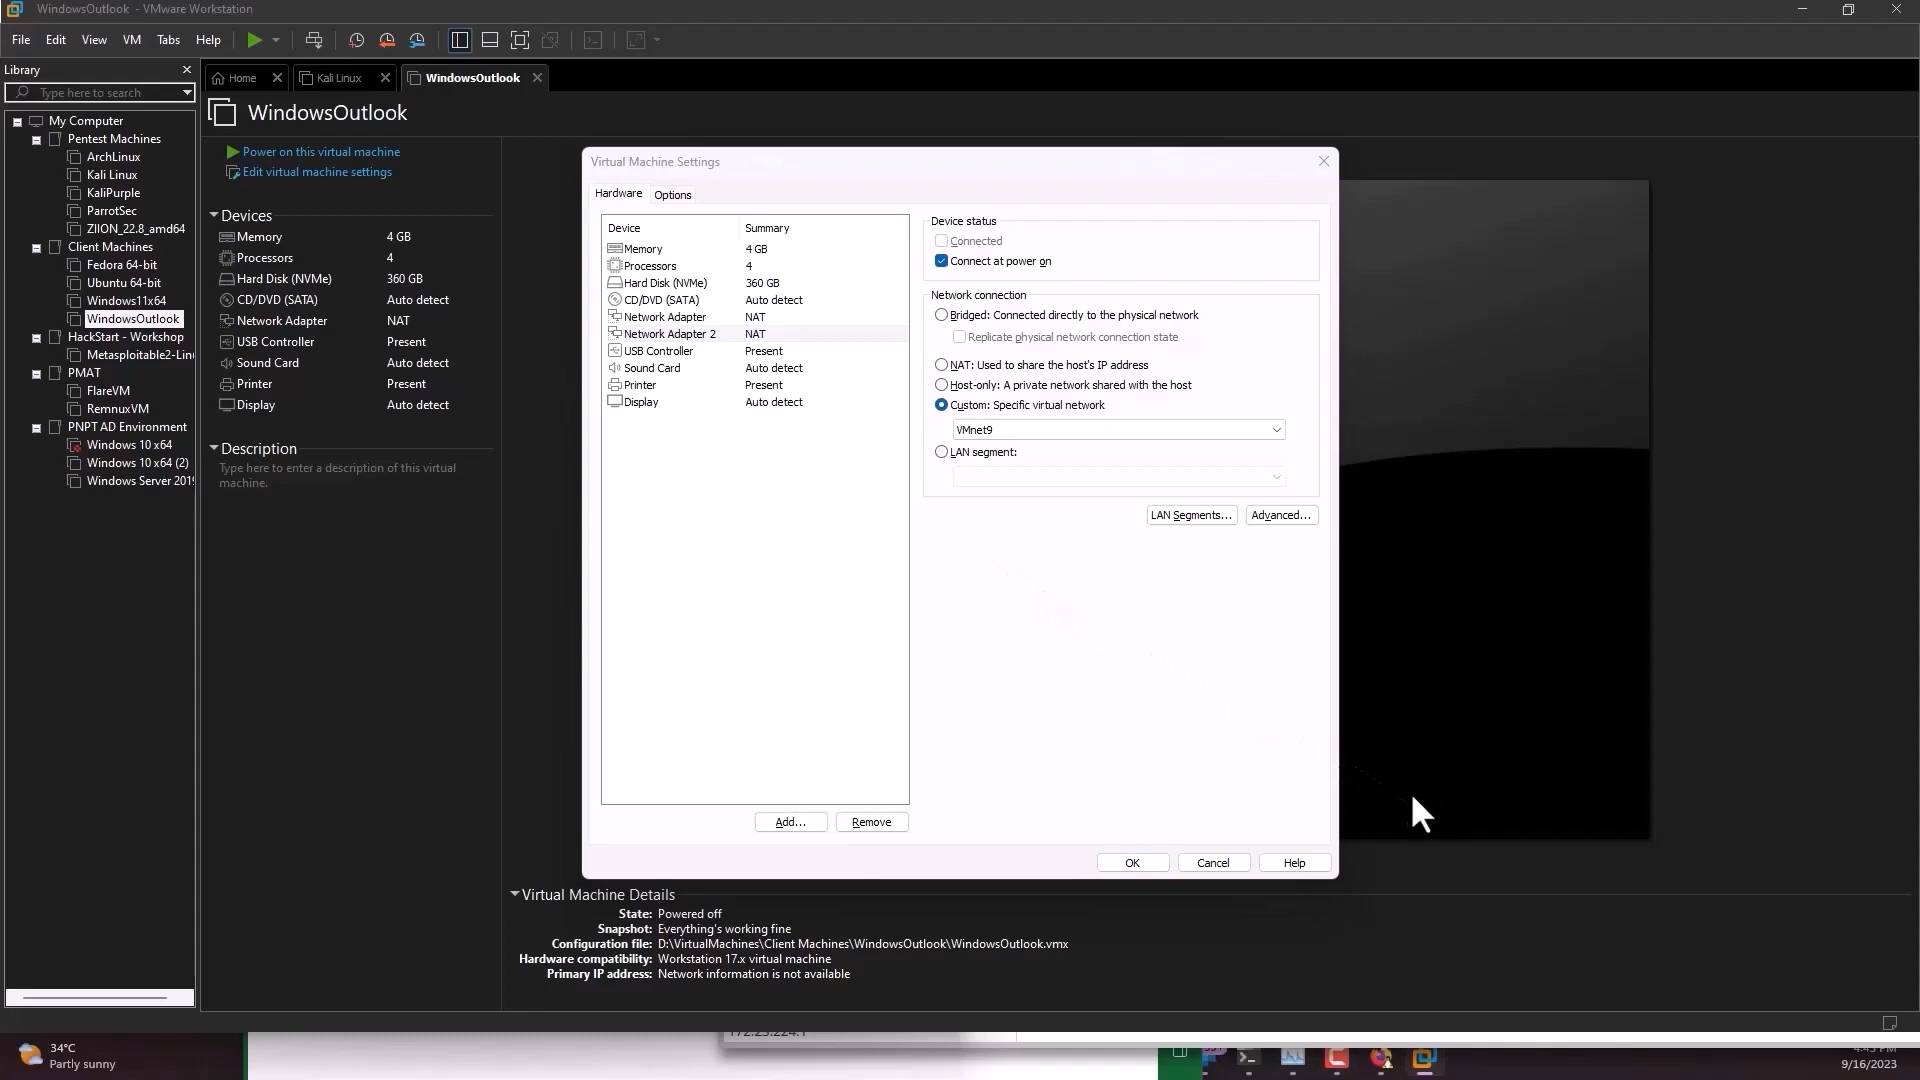 WindowsOutlook - VMware Workstation
File Edit View VM Tabs Help
Library
Type here to search
My Computer
Pentest Machines
ArchLinux
Kali Linux
KaliPurple
ParrotSec
ZIION_22.8_amd64
Client Machines
Fedora 64-bit
Ubuntu 64-bit
Windows11x64
WindowsOutlook
HackStart - Workshop
Metasploitable2-Lin
PMAT
FlareVM
RemnuxVM
PNPT AD Environment
Windows 10 x64
Windows 10 x64 (2)
Windows Server 201
Home
Kali Linux
WindowsOutlook
WindowsOutlook
Power on this virtual machine
Edit virtual machine settings
Devices
Memory 4 GB
Processors 4
Hard Disk (NVMe) 360 GB
CD/DVD (SATA) Auto detect
Network Adapter NAT
USB Controller Present
Sound Card Auto detect
Printer Present
Display Auto detect
Description
Type here to enter a description of this virtual
machine.
Virtual Machine Settings
Hardware Options
Device Summary
Memory 4 GB
Processors 4
Hard Disk (NVMe) 360 GB
CD/DVD (SATA) Auto detect
Network Adapter NAT
Network Adapter 2 NAT
USB Controller Present
Sound Card Auto detect
Printer Present
Display Auto detect
Add... Remove
Device status
Connected
Connect at power on
Network connection
Bridged: Connected directly to the physical network
Replicate physical network connection state
NAT: Used to share the host's IP address
Host-only: A private network shared with the host
Custom: Specific virtual network
VMnet9
LAN segment:
LAN Segments... Advanced...
OK Cancel Help
Virtual Machine Details
State: Powered off
Snapshot: Everything's working fine
Configuration file: D:\VirtualMachines\Client Machines\WindowsOutlook\WindowsOutlook.vmx
Hardware compatibility: Workstation 17.x virtual machine
Primary IP address: Network information is not available
34°C
Partly sunny
9/16/2023